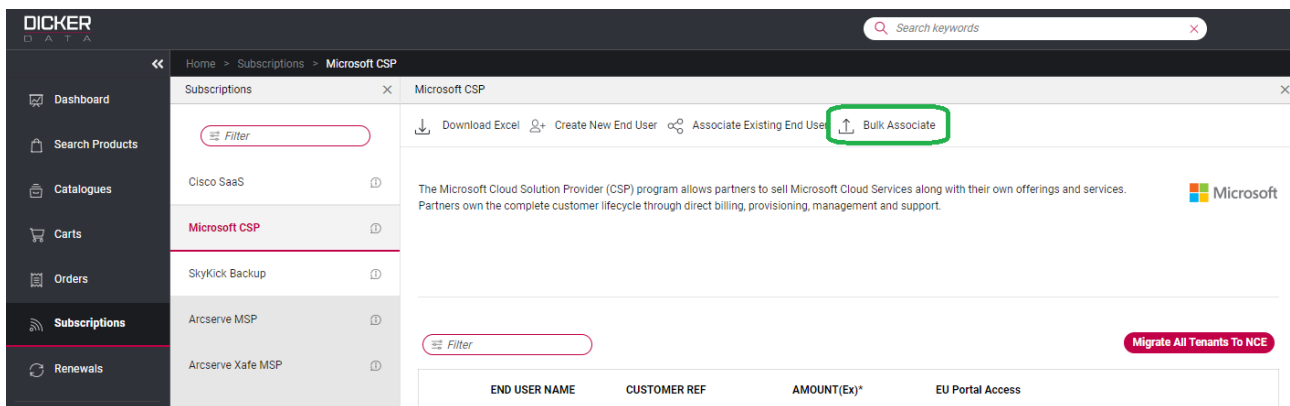 DICKER
DATA
Search keywords
Home > Subscriptions > Microsoft CSP
Dashboard
Search Products
Catalogues
Carts
Orders
Subscriptions
Renewals
Subscriptions
Filter
Cisco SaaS
Microsoft CSP
SkyKick Backup
Arcserve MSP
Arcserve Xafe MSP
Microsoft CSP
Download Excel Create New End User Associate Existing End User Bulk Associate
The Microsoft Cloud Solution Provider (CSP) program allows partners to sell Microsoft Cloud Services along with their own offerings and services.
Partners own the complete customer lifecycle through direct billing, provisioning, management and support.
Microsoft
Filter
Migrate All Tenants To NCE
END USER NAME CUSTOMER REF AMOUNT(Ex)* EU Portal Access